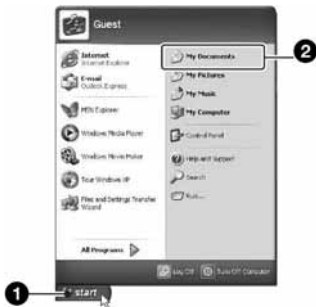 Guest
Internet
Internet Explorer
E-mail
Outlook Express
MSN Explorer
Windows Media Player
Windows Movie Maker
Tour Windows XP
Files and Settings Transfer
Wizard
All Programs
My Documents
My Pictures
My Music
My Computer
Control Panel
Help and Support
Search
Run...
Log Off
Turn Off Computer
start
1
2